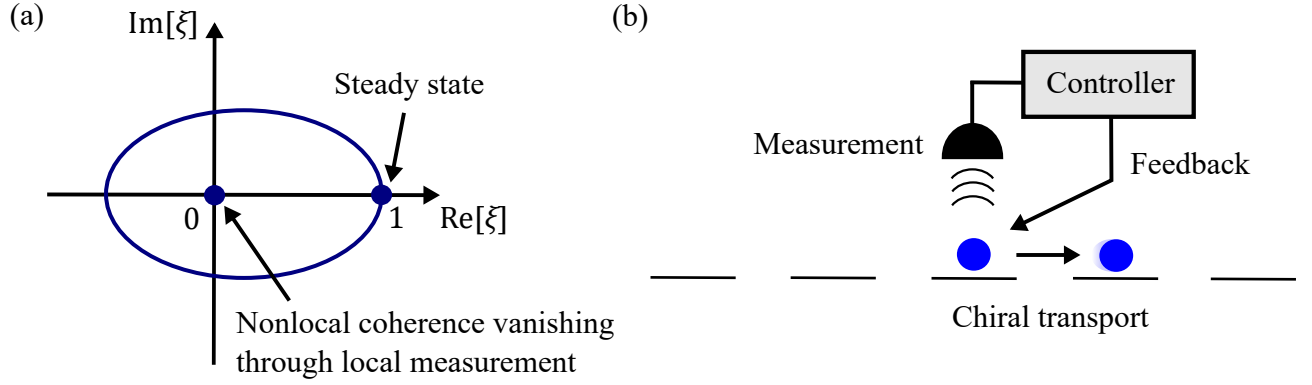 (a)
Im[ξ]
Steady state
0
1
Re[ξ]
Nonlocal coherence vanishing
through local measurement
(b)
Controller
Measurement
Feedback
Chiral transport